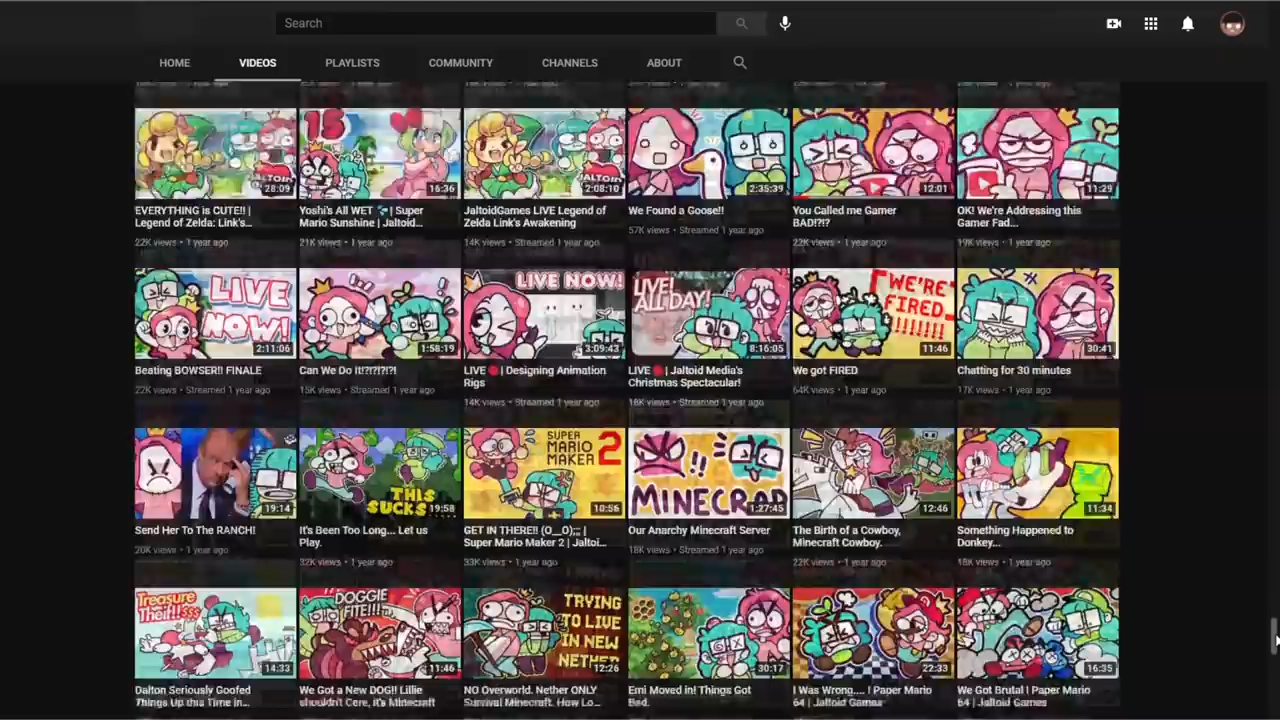 Search
HOME VIDEOS PLAYLISTS COMMUNITY CHANNELS ABOUT
28:09
15
16:36
ALTOID
2:08:10
2:35:39
12:01
11:29
EVERYTHING is CUTE!! |
Legend of Zelda: Link's...
22K views • 1 year ago
Yoshi's All WET 💦 | Super
Mario Sunshine | Jaltoid...
21K views • 1 year ago
JaltoidGames LIVE Legend of
Zelda Link's Awakening
14K views • Streamed 1 year ago
We Found a Goose!!
57K views • Streamed 1 year ago
You Called me Gamer
BAD!?!?
22K views • 1 year ago
OK! We're Addressing this
Gamer Fad...
19K views • 1 year ago
LIVE
NOW!
2:11:06
1:58:19
LIVE NOW!
3:09:43
LIVE!
ALL DAY!
8:16:05
WE'RE
FIRED
!!!!!!!
11:46
30:41
Beating BOWSER!! FINALE
22K views • Streamed 1 year ago
Can We Do it!?!?!?!?!
15K views • Streamed 1 year ago
LIVE🔴 | Designing Animation
Rigs
14K views • Streamed 1 year ago
LIVE🔴 | Jaltoid Media's
Christmas Spectacular!
18K views • Streamed 1 year ago
We got FIRED
64K views • 1 year ago
Chatting for 30 minutes
17K views • 1 year ago
19:14
THIS
SUCKS
19:58
SUPER
MARIO
MAKER 2
10:56
!!
MINECRAP
1:27:45
12:46
11:34
Send Her To The RANCH!
20K views • 1 year ago
It's Been Too Long... Let us
Play.
32K views • 1 year ago
GET IN THERE!! (O__O);;; |
Super Mario Maker 2 | Jaltoi...
33K views • 1 year ago
Our Anarchy Minecraft Server
18K views • Streamed 1 year ago
The Birth of a Cowboy,
Minecraft Cowboy.
22K views • 1 year ago
Something Happened to
Donkey...
18K views • 1 year ago
Treasure
Theif!!$$$
14:33
DOGGIE
FITE!!!
11:46
TRYING
TO LIVE
IN NEW
NETHER
12:26
30:17
22:33
16:35
Dalton Seriously Goofed
Things Up this Time in...
We Got a New DOG!! Lillie
shouldn't Cere, it's Minecraft
NO Overworld. Nether ONLY
Survival Minecraft. How Lo...
Emi Moved in! Things Got
Bad.
I Was Wrong.... | Paper Mario
64 | Jaltoid Games
We Got Brutal | Paper Mario
64 | Jaltoid Games